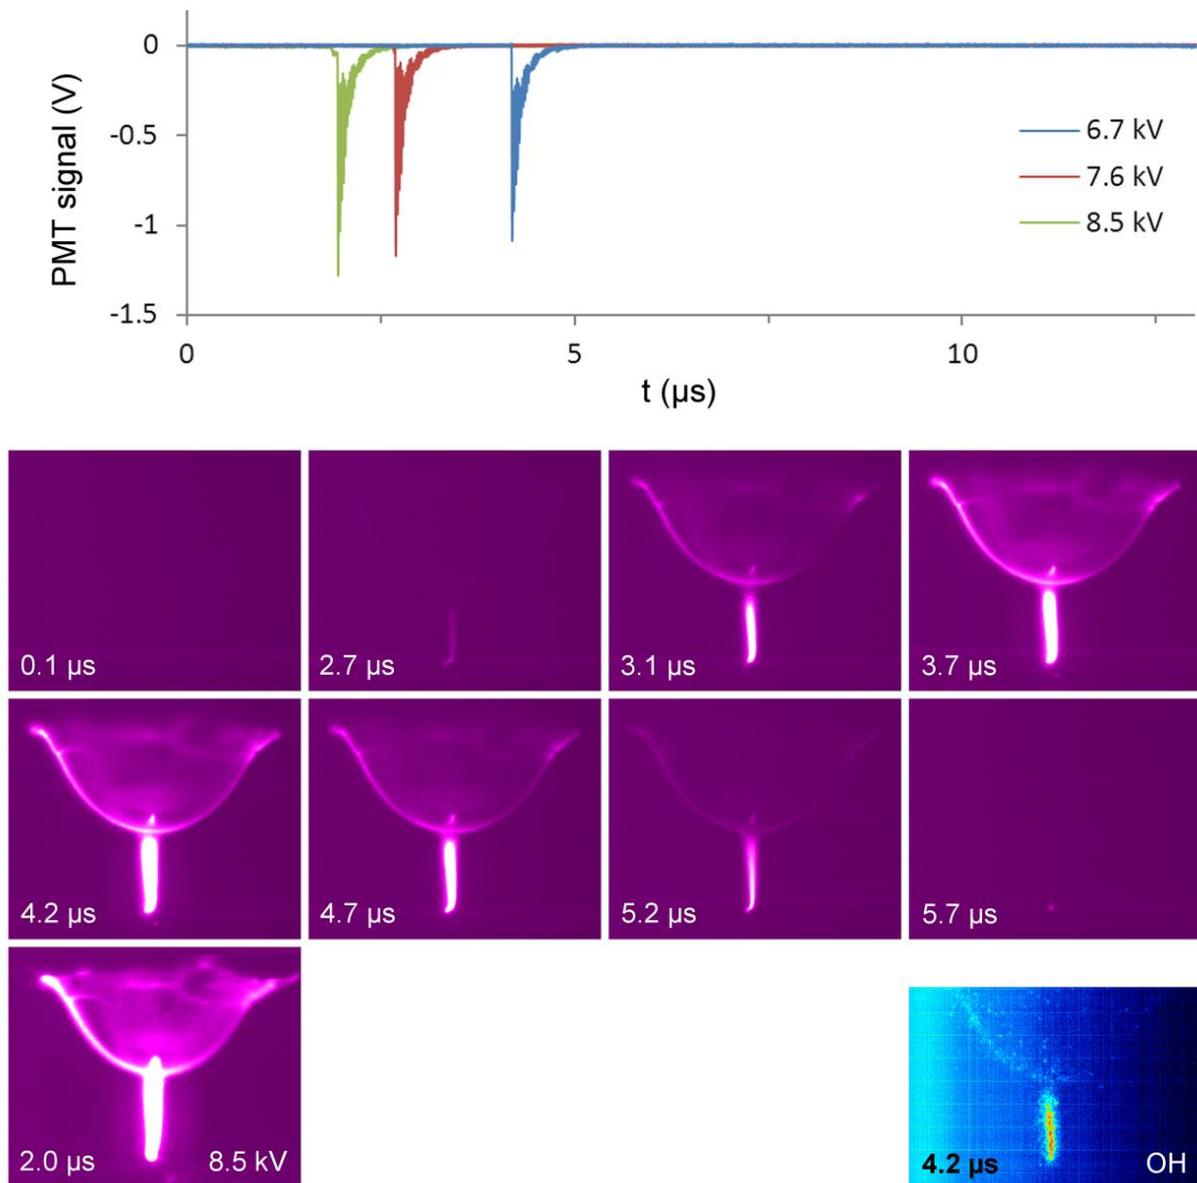 0
-0.5
-1
-1.5
PMT signal (V)
6.7 kV
7.6 kV
8.5 kV
0 5 10
t (µs)
0.1 µs 2.7 µs 3.1 µs 3.7 µs
4.2 µs 4.7 µs 5.2 µs 5.7 µs
2.0 µs 8.5 kV 4.2 µs OH